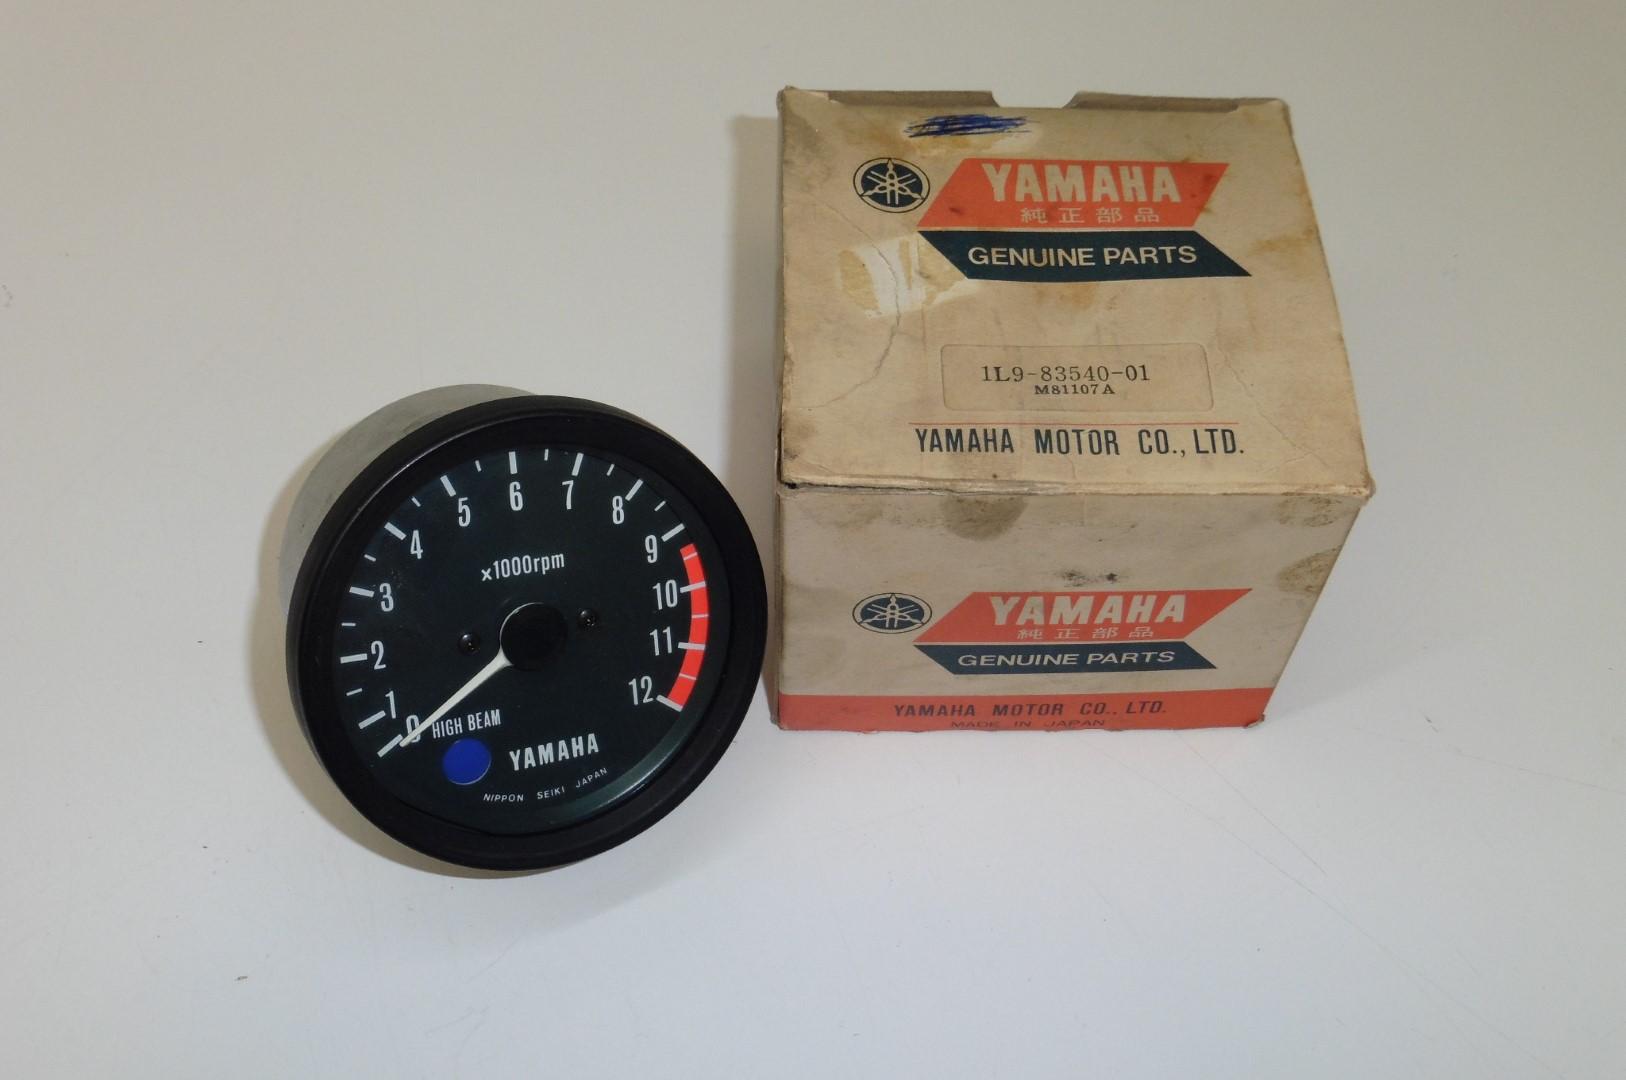 YAMAHA
純正部品
GENUINE PARTS
1L9-83540-01
M81107A
YAMAHA MOTOR CO., LTD.
YAMAHA
純正部品
GENUINE PARTS
YAMAHA MOTOR CO., LTD.
MADE IN JAPAN
0
1
2
3
4
5
6
7
8
9
10
11
12
x1000rpm
HIGH BEAM
YAMAHA
NIPPON SEIKI JAPAN